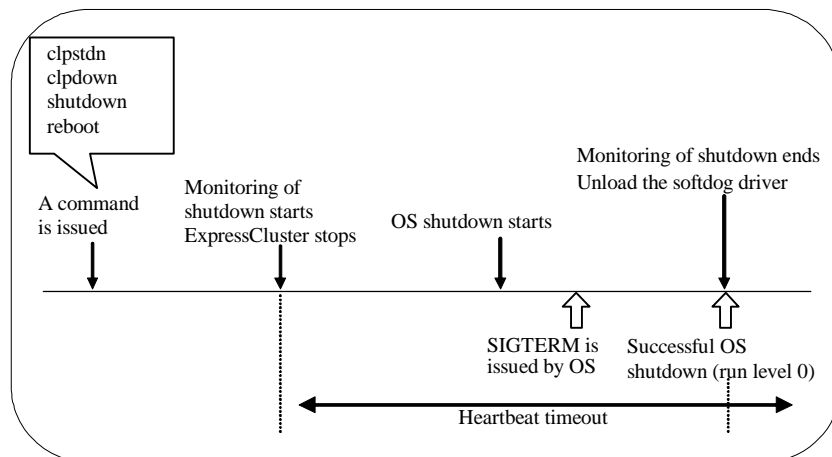 clpstdn
clpdown
shutdown
reboot
A command
is issued
Monitoring of
shutdown starts
ExpressCluster stops
OS shutdown starts
Monitoring of shutdown ends
Unload the softdog driver
SIGTERM is
issued by OS
Successful OS
shutdown (run level 0)
Heartbeat timeout